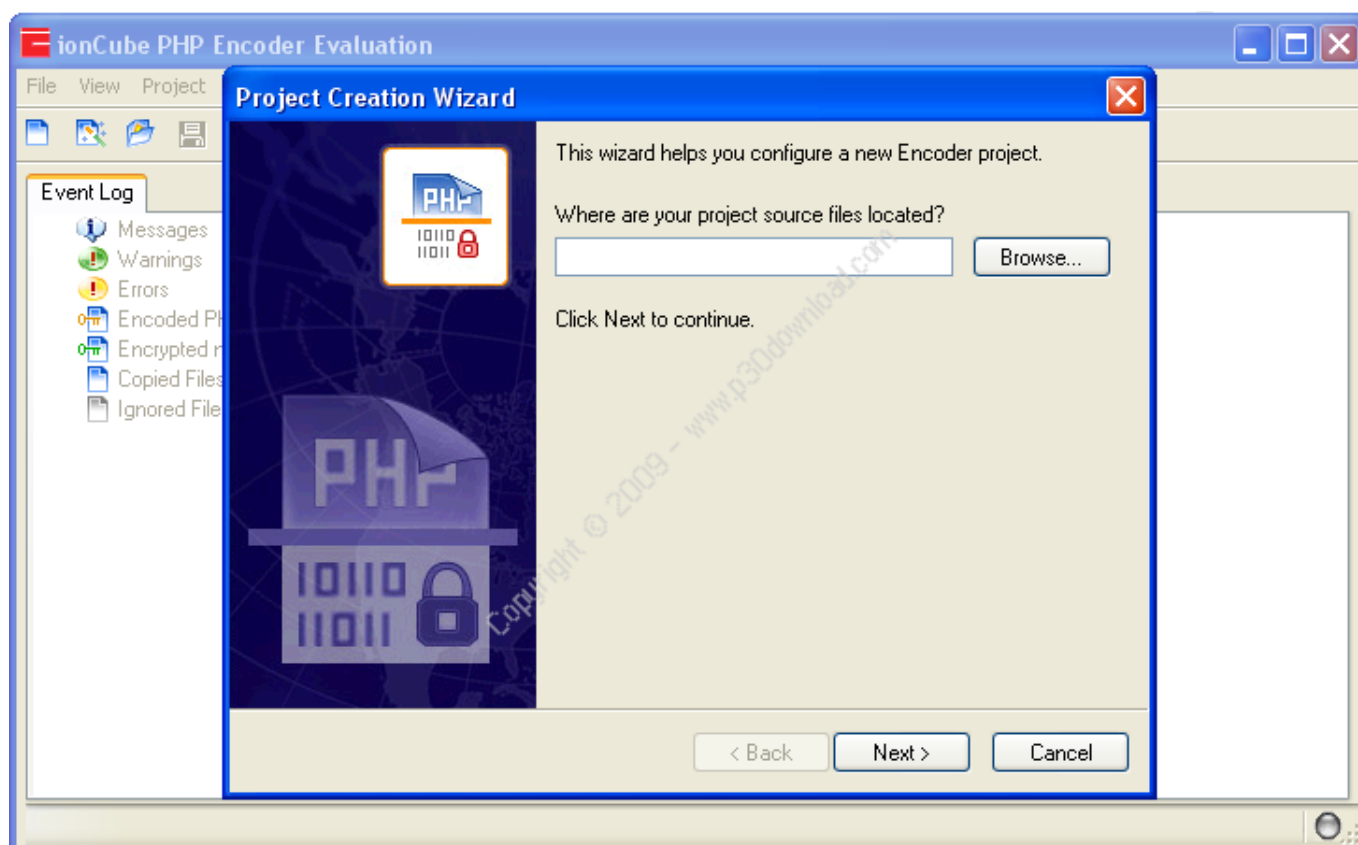 ionCube PHP Encoder Evaluation
File View Project
Project Creation Wizard
Event Log
Messages
Warnings
Errors
Encoded
Encrypted
Copied Files
Ignored File
PHP
10110
11011
PHP
10110
11011
This wizard helps you configure a new Encoder project.
Where are your project source files located?
Browse...
Click Next to continue.
< Back Next > Cancel
Copyright © 2009 - www.p30download.com